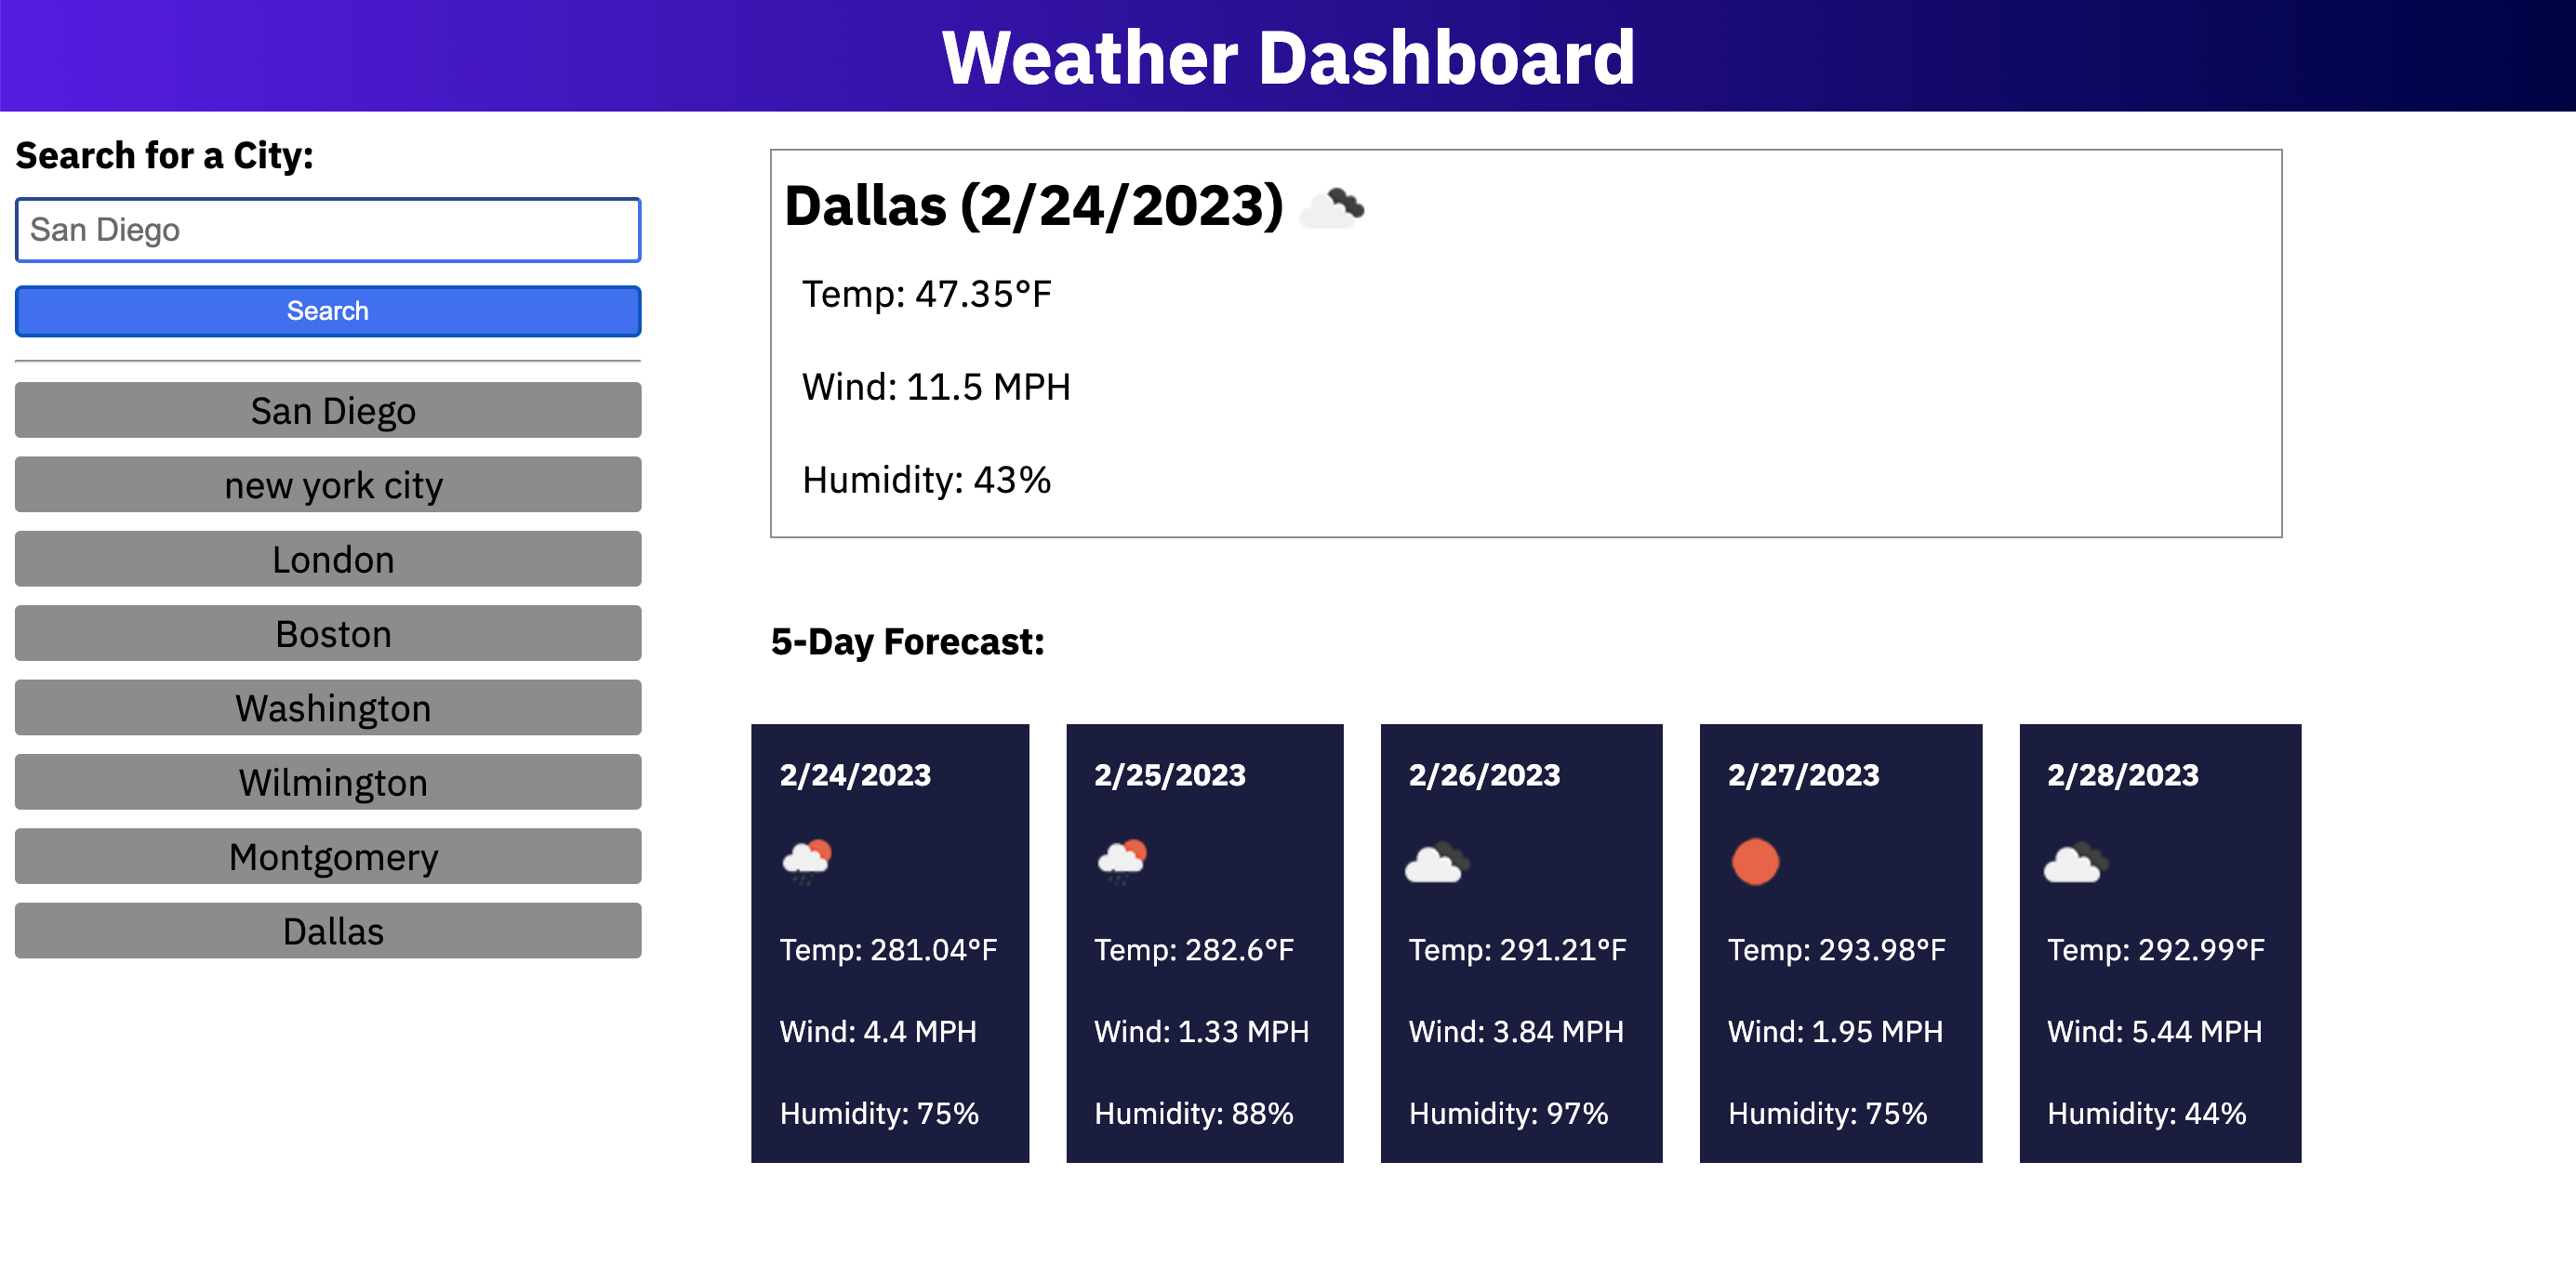 Weather Dashboard
Search for a City:
San Diego
Search
San Diego
new york city
London
Boston
Washington
Wilmington
Montgomery
Dallas
Dallas (2/24/2023)
Temp: 47.35°F
Wind: 11.5 MPH
Humidity: 43%
5-Day Forecast:
2/24/2023
Temp: 281.04°F
Wind: 4.4 MPH
Humidity: 75%
2/25/2023
Temp: 282.6°F
Wind: 1.33 MPH
Humidity: 88%
2/26/2023
Temp: 291.21°F
Wind: 3.84 MPH
Humidity: 97%
2/27/2023
Temp: 293.98°F
Wind: 1.95 MPH
Humidity: 75%
2/28/2023
Temp: 292.99°F
Wind: 5.44 MPH
Humidity: 44%